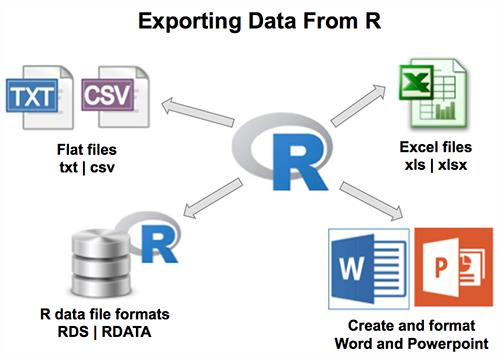 Exporting Data From R
TXT
CSV
Flat files
txt | csv
X
Excel files
xls | xlsx
R
R
R data file formats
RDS | RDATA
W
P
Create and format
Word and Powerpoint